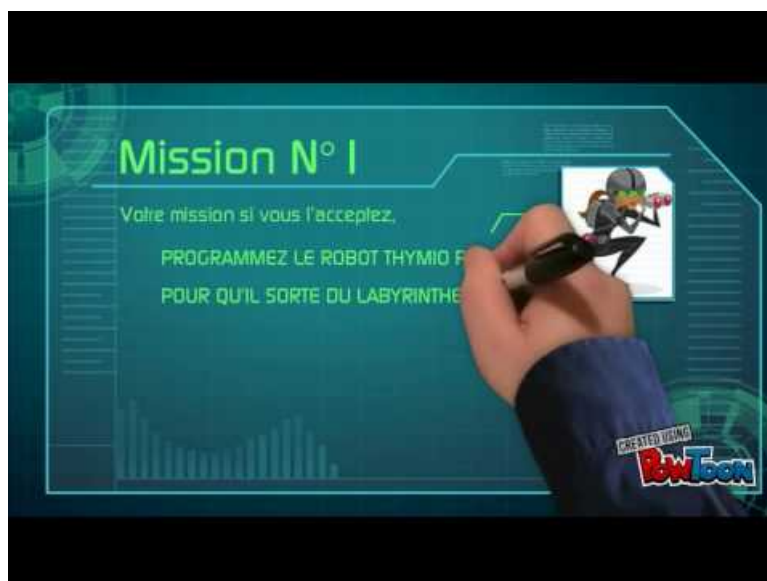 Mission N° 1
Votre mission si vous l'acceptez,
PROGRAMMEZ LE ROBOT THYMIO
POUR QU'IL SORTE DU LABYRINTHE
CREATED USING
POWTOON